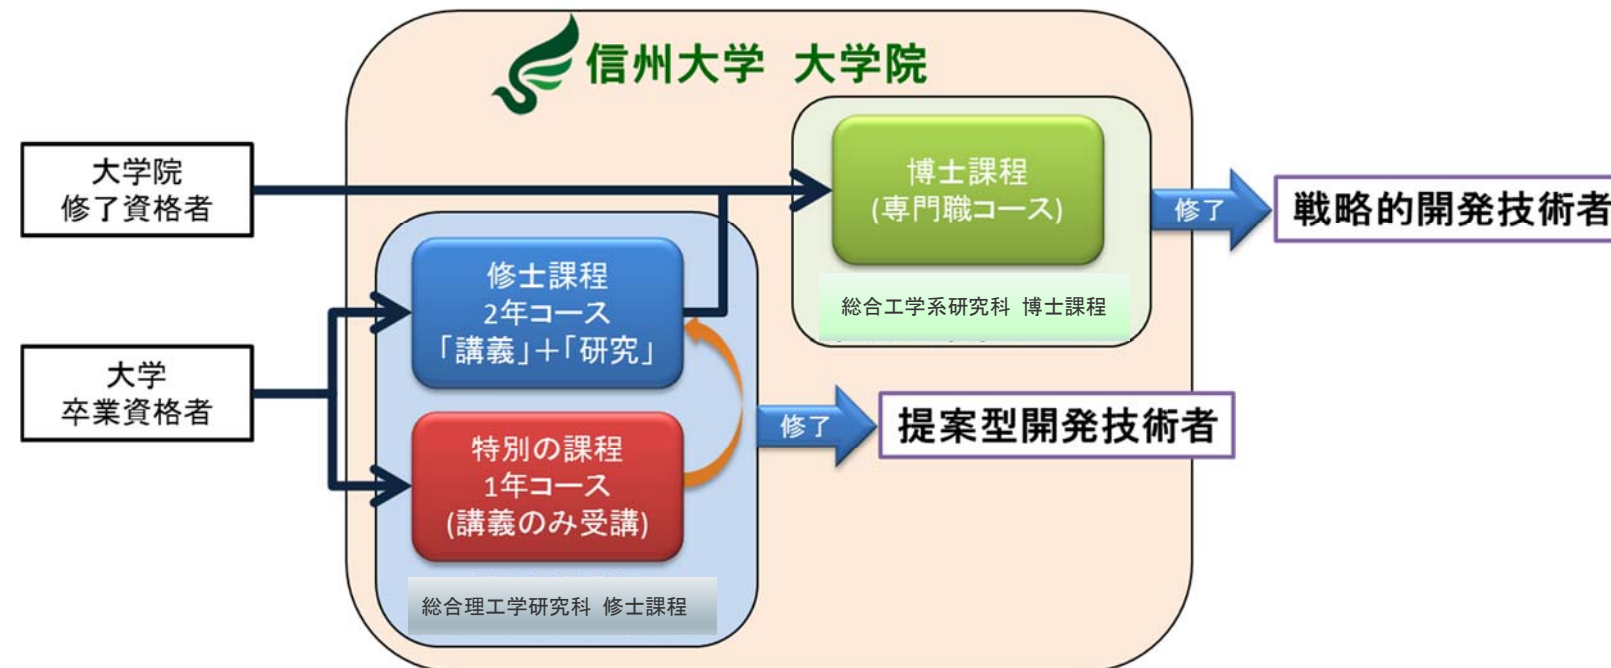 信州大学 大学院
大学院
修了資格者
博士課程
(専門職コース)
修了
戦略的開発技術者
総合工学系研究科 博士課程
大学
卒業資格者
修士課程
2年コース
「講義」＋「研究」
特別の課程
1年コース
(講義のみ受講)
修了
提案型開発技術者
総合理工学研究科 修士課程